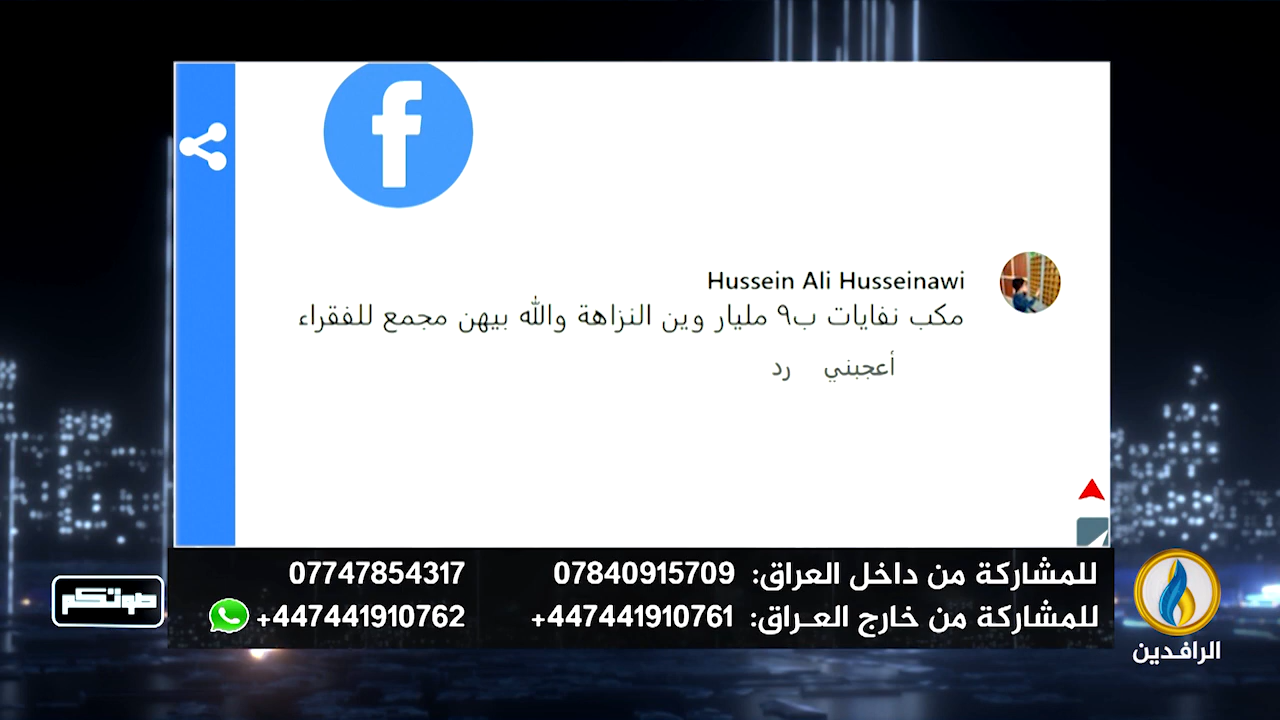 f
Hussein Ali Husseinawi
مكب نفايات ب٩ مليار وين النزاهة والله بيهن مجمع للفقراء
أعجبني رد
للمشاركة من داخل العراق: 07840915709 07747854317
للمشاركة من خارج العـراق: 447441910761+ 447441910762+
صوتكم
الرافدين